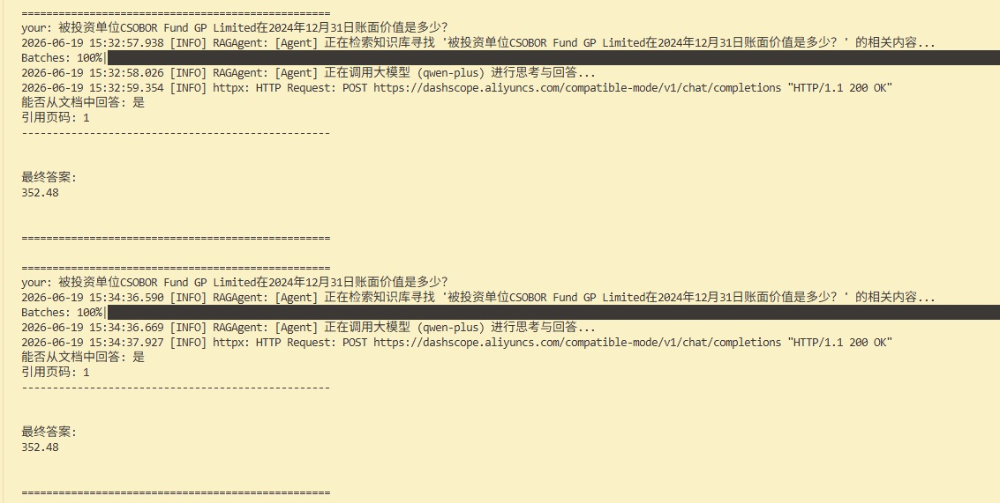 ==================================================
your: 被投资单位CSOBOR Fund GP Limited在2024年12月31日账面价值是多少?
2026-06-19 15:32:57.938 [INFO] RAGAgent: [Agent] 正在检索知识库寻找 '被投资单位CSOBOR Fund GP Limited在2024年12月31日账面价值是多少? ' 的相关内容...
Batches: 100%|
2026-06-19 15:32:58.026 [INFO] RAGAgent: [Agent] 正在调用大模型 (qwen-plus) 进行思考与回答...
2026-06-19 15:32:59.354 [INFO] httpx: HTTP Request: POST https://dashscope.aliyuncs.com/compatible-mode/v1/chat/completions "HTTP/1.1 200 OK"
能否从文档中回答: 是
引用页码: 1
--------------------------------------------------
最终答案:
352.48
==================================================
==================================================
your: 被投资单位CSOBOR Fund GP Limited在2024年12月31日账面价值是多少?
2026-06-19 15:34:36.590 [INFO] RAGAgent: [Agent] 正在检索知识库寻找 '被投资单位CSOBOR Fund GP Limited在2024年12月31日账面价值是多少? ' 的相关内容...
Batches: 100%|
2026-06-19 15:34:36.669 [INFO] RAGAgent: [Agent] 正在调用大模型 (qwen-plus) 进行思考与回答...
2026-06-19 15:34:37.927 [INFO] httpx: HTTP Request: POST https://dashscope.aliyuncs.com/compatible-mode/v1/chat/completions "HTTP/1.1 200 OK"
能否从文档中回答: 是
引用页码: 1
--------------------------------------------------
最终答案:
352.48
==================================================